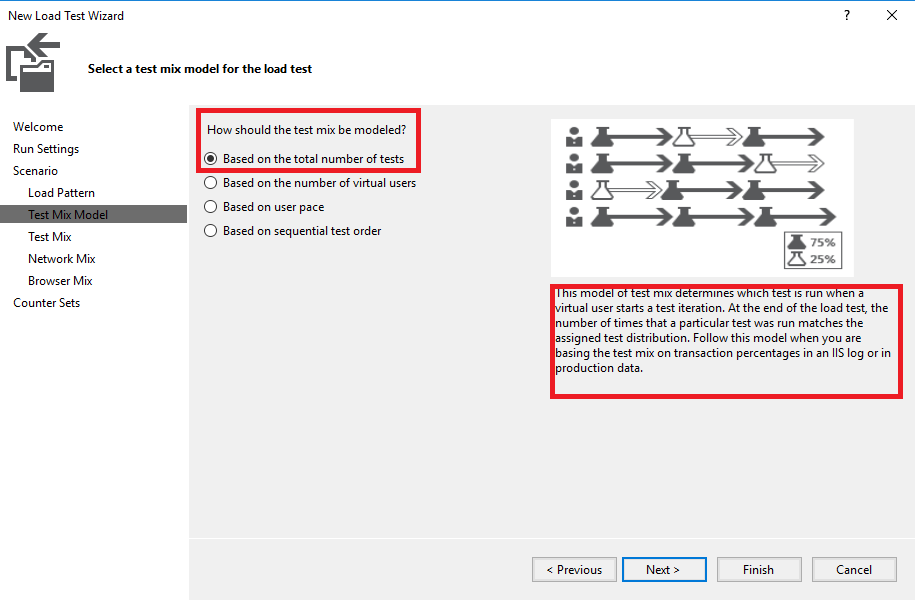 New Load Test Wizard
?
Select a test mix model for the load test
Welcome
Run Settings
Scenario
Load Pattern
Test Mix Model
Test Mix
Network Mix
Browser Mix
Counter Sets
How should the test mix be modeled?
Based on the total number of tests
Based on the number of virtual users
Based on user pace
Based on sequential test order
75%
25%
This model of test mix determines which test is run when a
virtual user starts a test iteration. At the end of the load test, the
number of times that a particular test was run matches the
assigned test distribution. Follow this model when you are
basing the test mix on transaction percentages in an IIS log or in
production data.
< Previous
Next >
Finish
Cancel